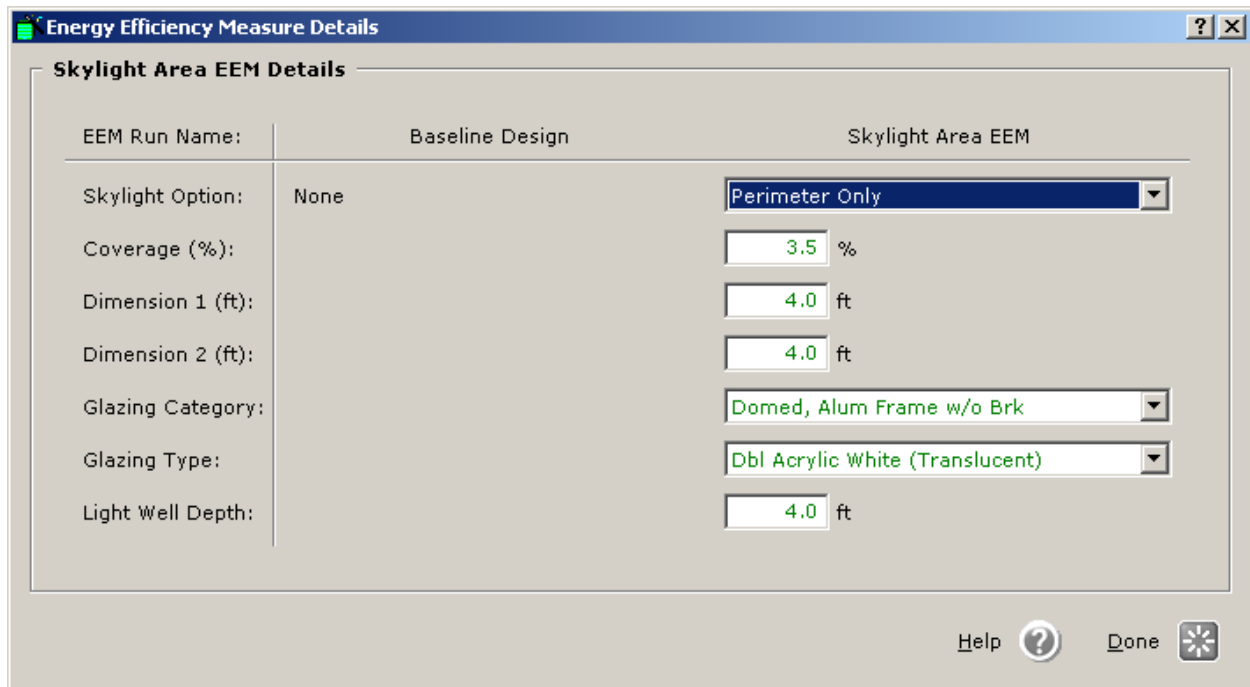 Energy Efficiency Measure Details
Skylight Area EEM Details
EEM Run Name: Baseline Design Skylight Area EEM
Skylight Option: None Perimeter Only
Coverage (%): 3.5 %
Dimension 1 (ft): 4.0 ft
Dimension 2 (ft): 4.0 ft
Glazing Category: Domed, Alum Frame w/o Brk
Glazing Type: Dbl Acrylic White (Translucent)
Light Well Depth: 4.0 ft
Help ? Done